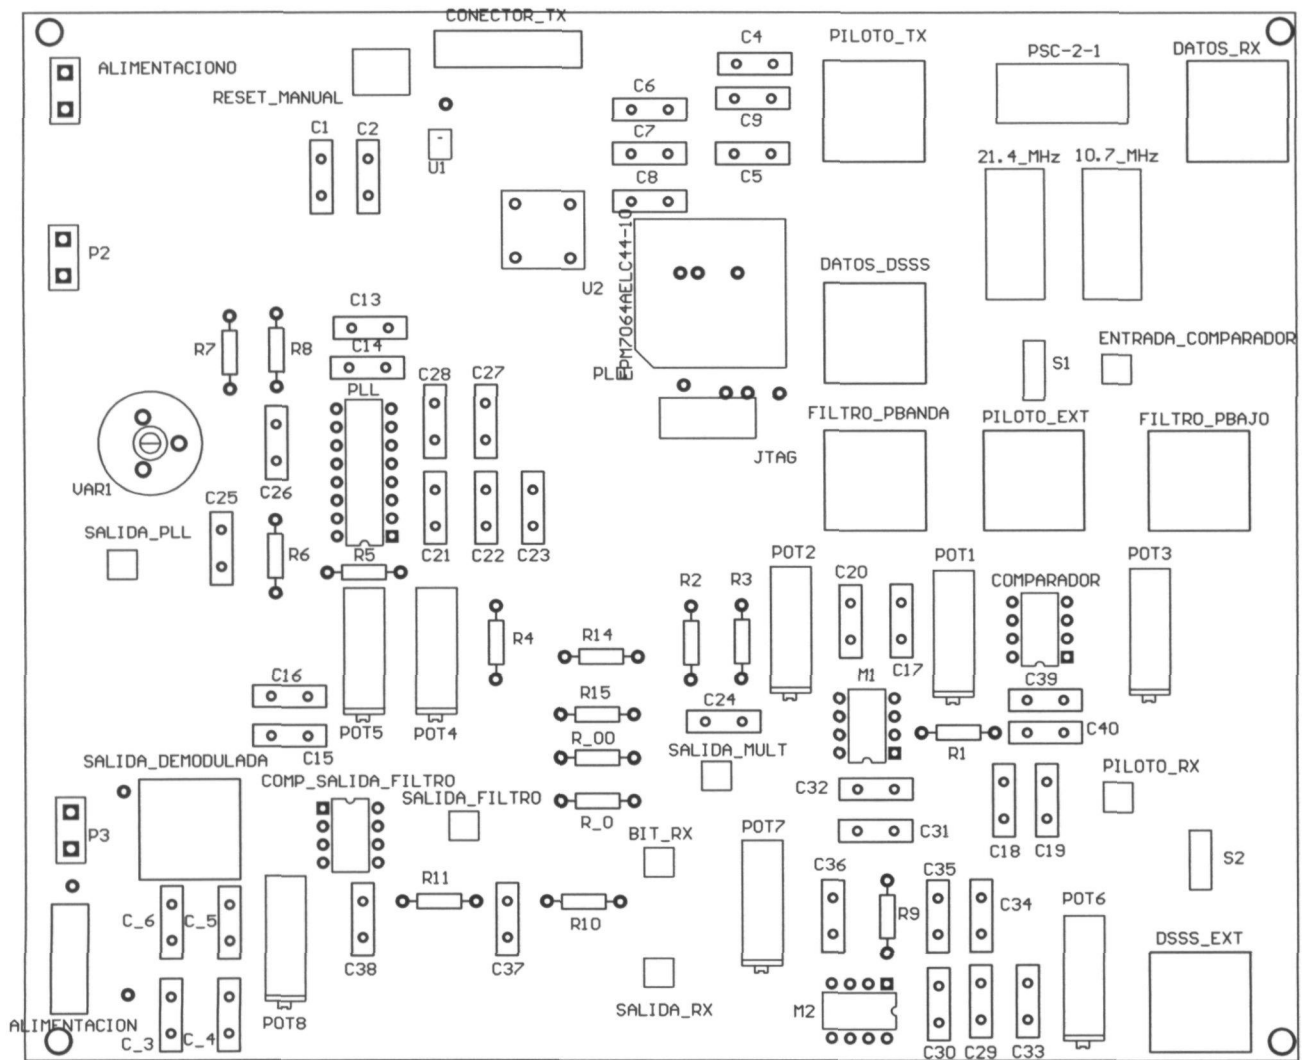 CONECTOR_TX
C4
PILOTO_TX
PSC-2-1
DATOS_RX
ALIMENTACIONO
RESET_MANUAL
C6
C9
C1
C2
U1
C7
C5
C8
21.4_MHz
10.7_MHz
P2
U2
EPM7064AELC44-10
DATOS_DSSS
C13
R7
R8
C14
PLL
C28
C27
S1
ENTRADA_COMPARADOR
FILTRO_PBANDA
PILOTO_EXT
FILTRO_PBAJO
JTAG
VAR1
C26
C25
SALIDA_PLL
R6
R5
C21
C22
C23
POT2
C20
POT1
COMPARADOR
POT3
R2
R3
R4
R14
C17
M1
C16
R15
C24
C39
C40
POT5
POT4
R_00
SALIDA_MULT
R1
C15
SALIDA_DEMODULADA
COMP_SALIDA_FILTRO
SALIDA_FILTRO
C32
PILOTO_RX
P3
R_0
BIT_RX
POT7
C31
C18
C19
S2
C36
C35
R11
C_6
C_5
R10
R9
C34
POT6
DSSS_EXT
C38
C37
SALIDA_RX
M2
ALIMENTACION
POT8
C_3
C_4
C30
C29
C33